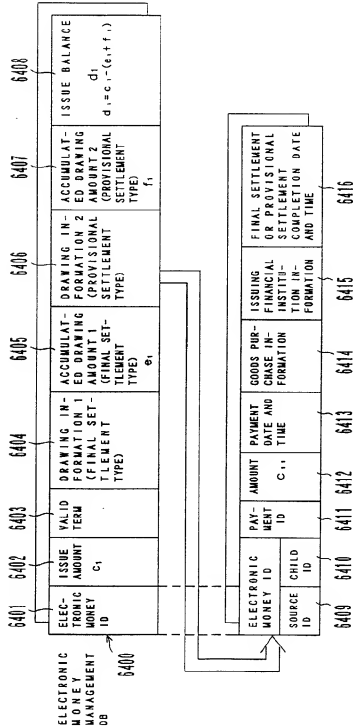 6401
6402
6403
6404
6405
6406
6407
6408
ELECTRONIC
MONEY
MANAGEMENT
DB
6400
ELEC-
TRONIC
MONEY
ID
ISSUE
AMOUNT
c1
VALID
TERM
DRAWING IN-
FORMATION 1
(FINAL SET-
TLEMENT
TYPE)
ACCUMULAT-
ED DRAWING
AMOUNT 1
(FINAL SET-
TLEMENT
TYPE)
e1
DRAWING IN-
FORMATION 2
(PROVISIONAL
SETTLEMENT
TYPE)
ACCUMULAT-
ED DRAWING
AMOUNT 2
(PROVISIONAL
SETTLEMENT
TYPE)
f1
ISSUE BALANCE
d1
d1=c1-(e1+f1)
ELECTRONIC
MONEY ID
SOURCE
ID
CHILD ID
PAY-
MENT
ID
AMOUNT
c11
PAYMENT
DATE AND
TIME
GOODS PUR-
CHASE IN-
FORMATION
ISSUING
FINANCIAL
INSTITU-
TION IN-
FORMATION
FINAL SETTLEMENT
OR PROVISIONAL
SETTLEMENT
COMPLETION DATE
AND TIME
6409
6410
6411
6412
6413
6414
6415
6416